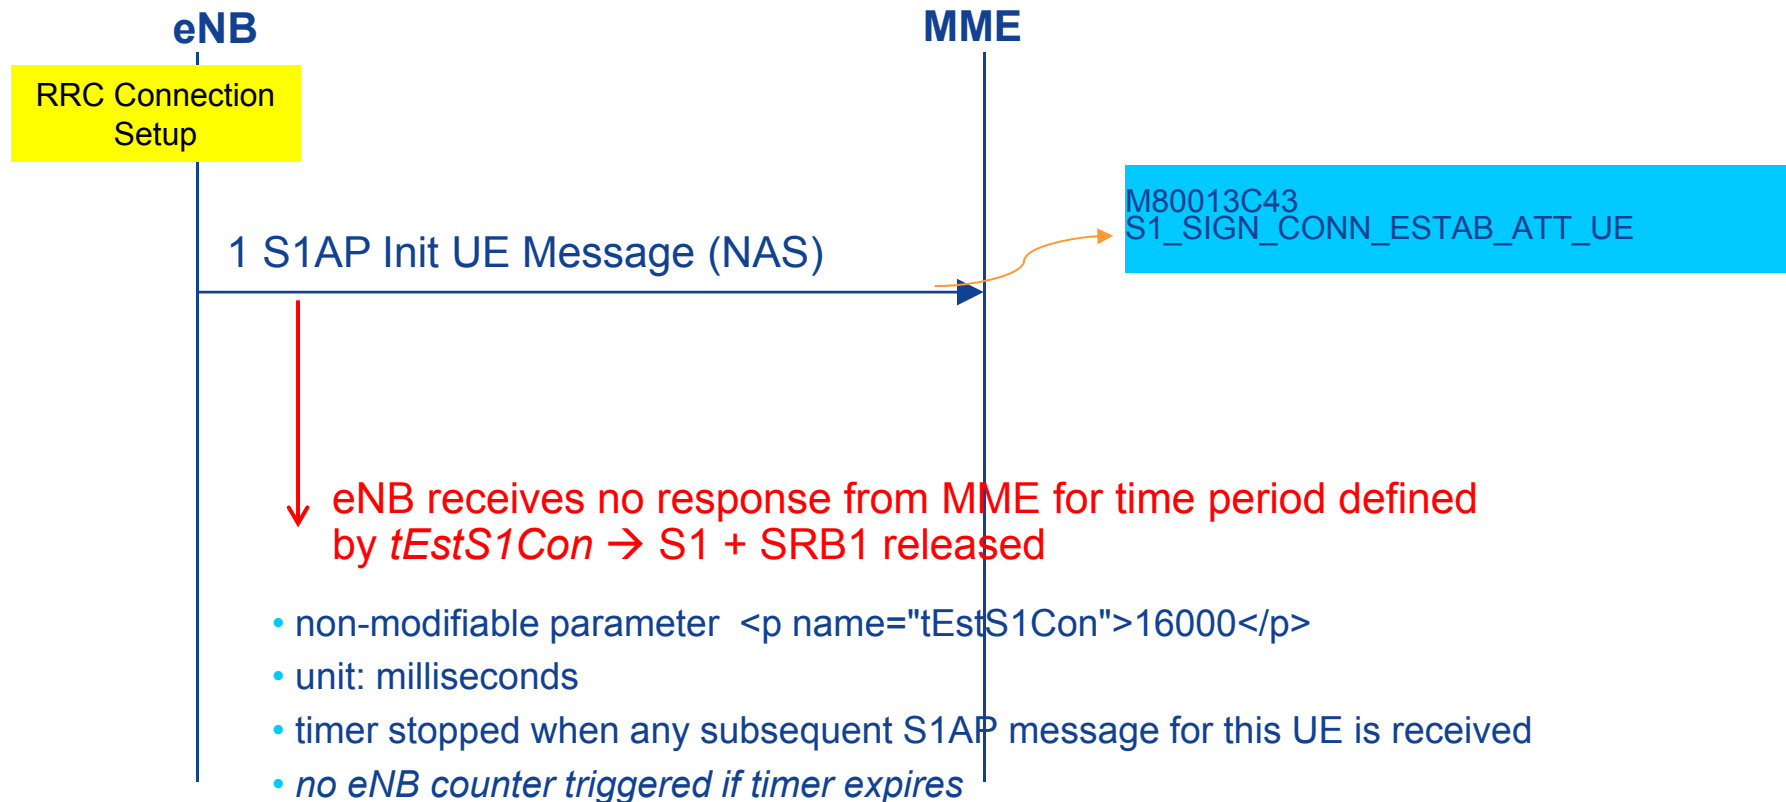 eNB
MME
RRC Connection
Setup
M80013C43
S1_SIGN_CONN_ESTAB_ATT_UE
1 S1AP Init UE Message (NAS)
eNB receives no response from MME for time period defined
by tEstS1Con → S1 + SRB1 released
• non-modifiable parameter <p name="tEstS1Con">16000</p>
• unit: milliseconds
• timer stopped when any subsequent S1AP message for this UE is received
• no eNB counter triggered if timer expires